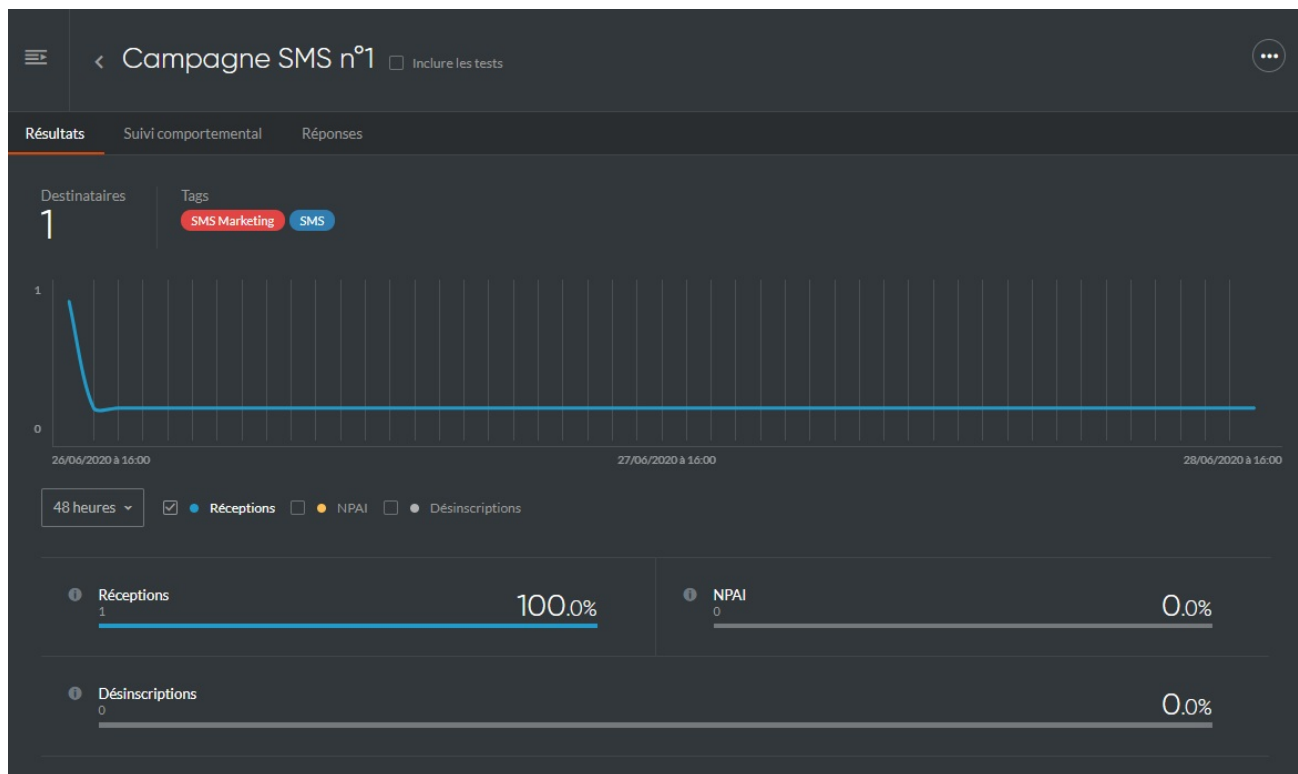 Campagne SMS n°1 Inclure les tests
Résultats Suivi comportemental Réponses
Destinataires Tags
1 SMS Marketing SMS
1
0
26/06/2020 à 16:00 27/06/2020 à 16:00 28/06/2020 à 16:00
48 heures Réceptions NPAI Désinscriptions
Réceptions 100.0% NPAI 0.0%
1 0
Désinscriptions 0.0%
0